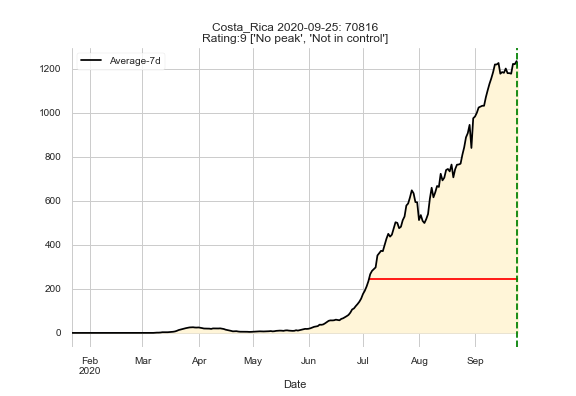 Costa_Rica 2020-09-25: 70816
Rating:9 ['No peak', 'Not in control']
Average-7d
1200
1000
800
600
400
200
0
Feb Mar Apr May Jun Jul Aug Sep
2020
Date